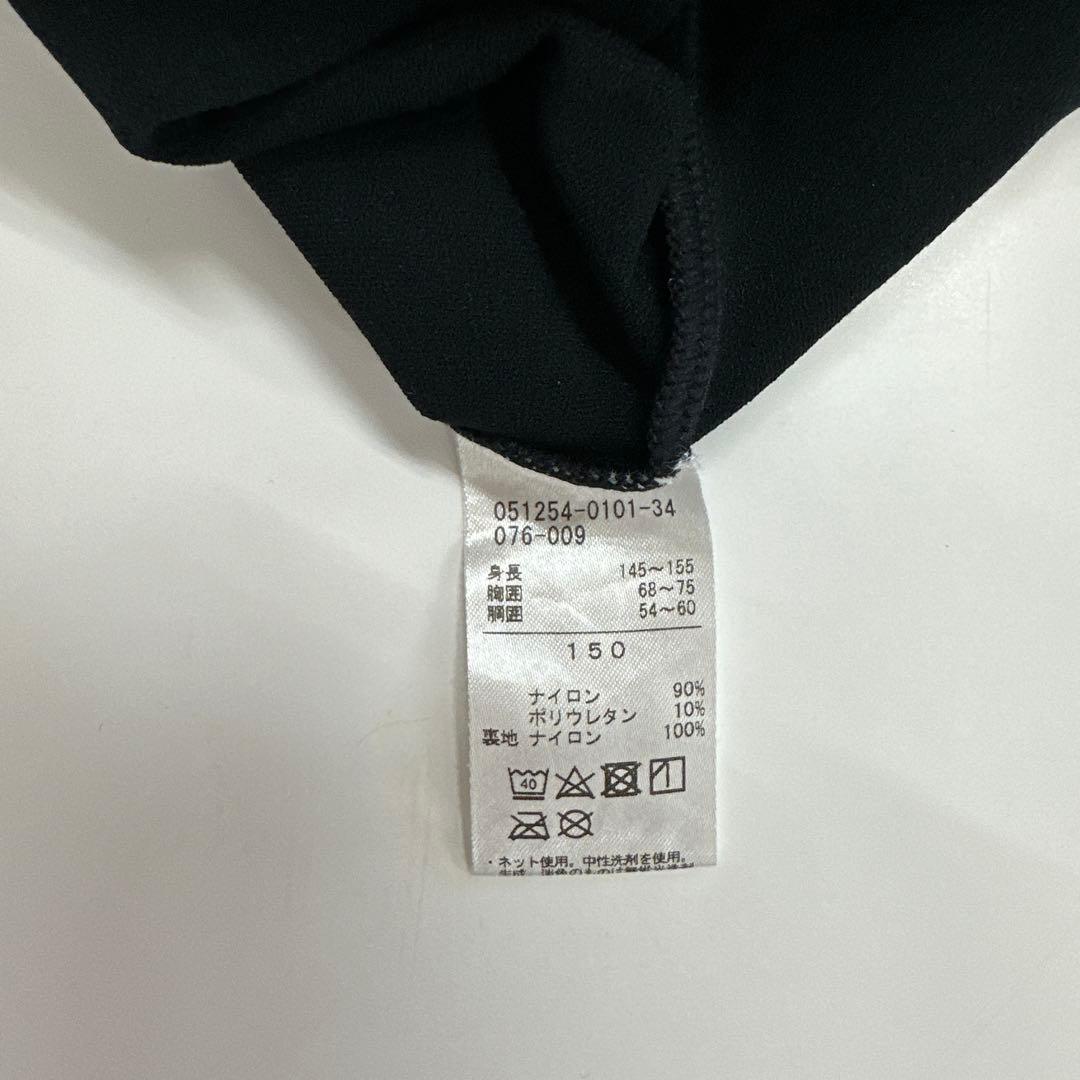 051254-0101-34
076-009
身長 145～155
胸囲 68～75
胴囲 54～60
150
ナイロン 90%
ポリウレタン 10%
裏地 ナイロン 100%
40
・ネット使用。中性洗剤を使用。